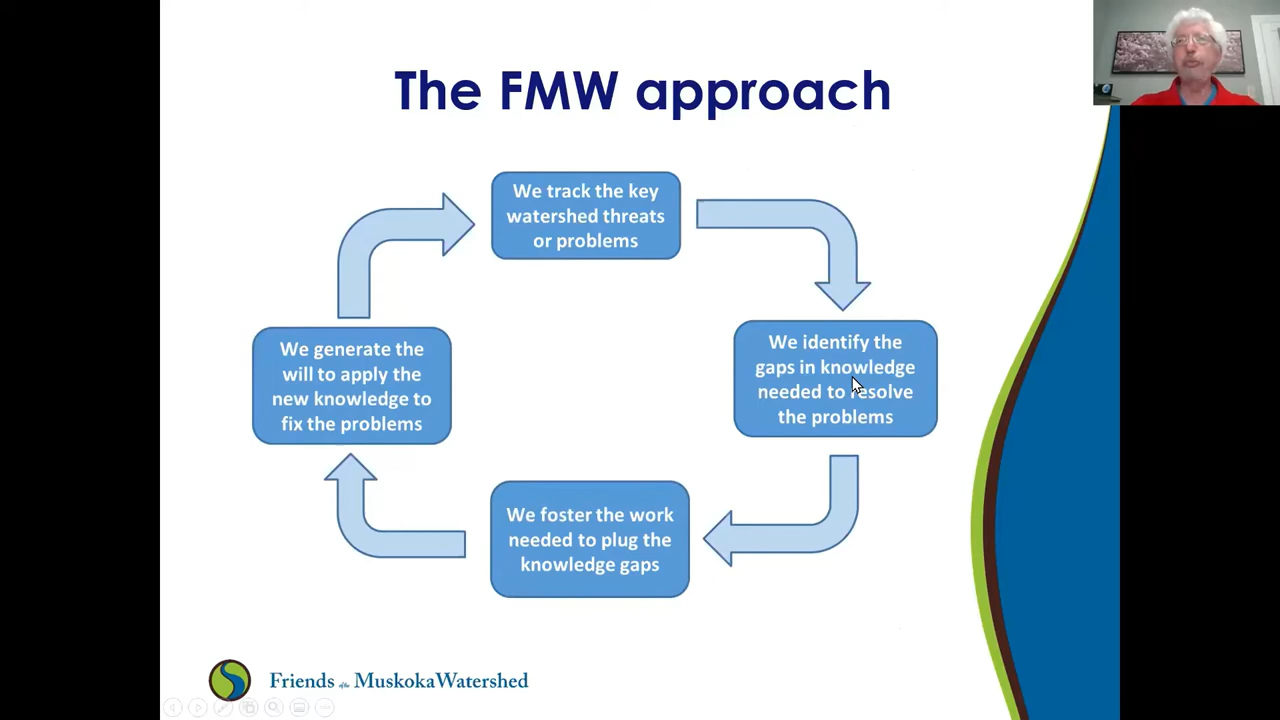 The FMW approach
We track the key
watershed threats
or problems
We identify the
gaps in knowledge
needed to resolve
the problems
We foster the work
needed to plug the
knowledge gaps
We generate the
will to apply the
new knowledge to
fix the problems
Friends of the MuskokaWatershed